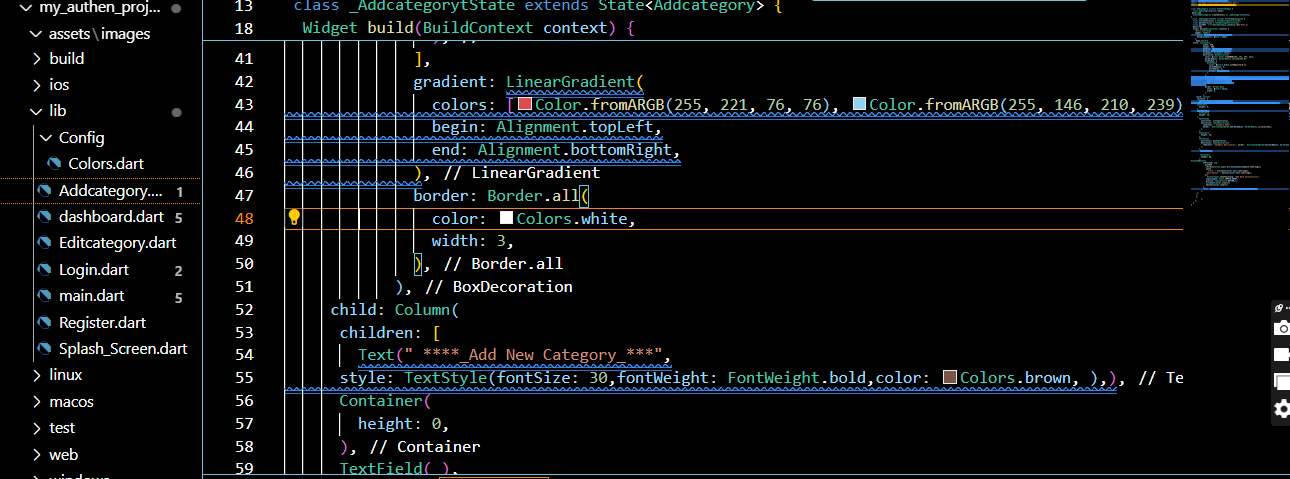 my_authen_proj...
assets\images
build
ios
lib
Config
Colors.dart
Addcategory.... 1
dashboard.dart 5
Editcategory.dart
Login.dart 2
main.dart 5
Register.dart
Splash_Screen.dart
linux
macos
test
web
windows
13 class _AddcategorytState extends State<Addcategory> {
18 Widget build(BuildContext context) {
41 ],
42 gradient: LinearGradient(
43 colors: [Color.fromARGB(255, 221, 76, 76), Color.fromARGB(255, 146, 210, 239)
44 begin: Alignment.topLeft,
45 end: Alignment.bottomRight,
46 ), // LinearGradient
47 border: Border.all(
48 color: Colors.white,
49 width: 3,
50 ), // Border.all
51 ), // BoxDecoration
52 child: Column(
53 children: [
54 Text(" ****_Add New Category_***",
55 style: TextStyle(fontSize: 30,fontWeight: FontWeight.bold,color: Colors.brown, ),), // Te
56 Container(
57 height: 0,
58 ), // Container
59 TextField( ),